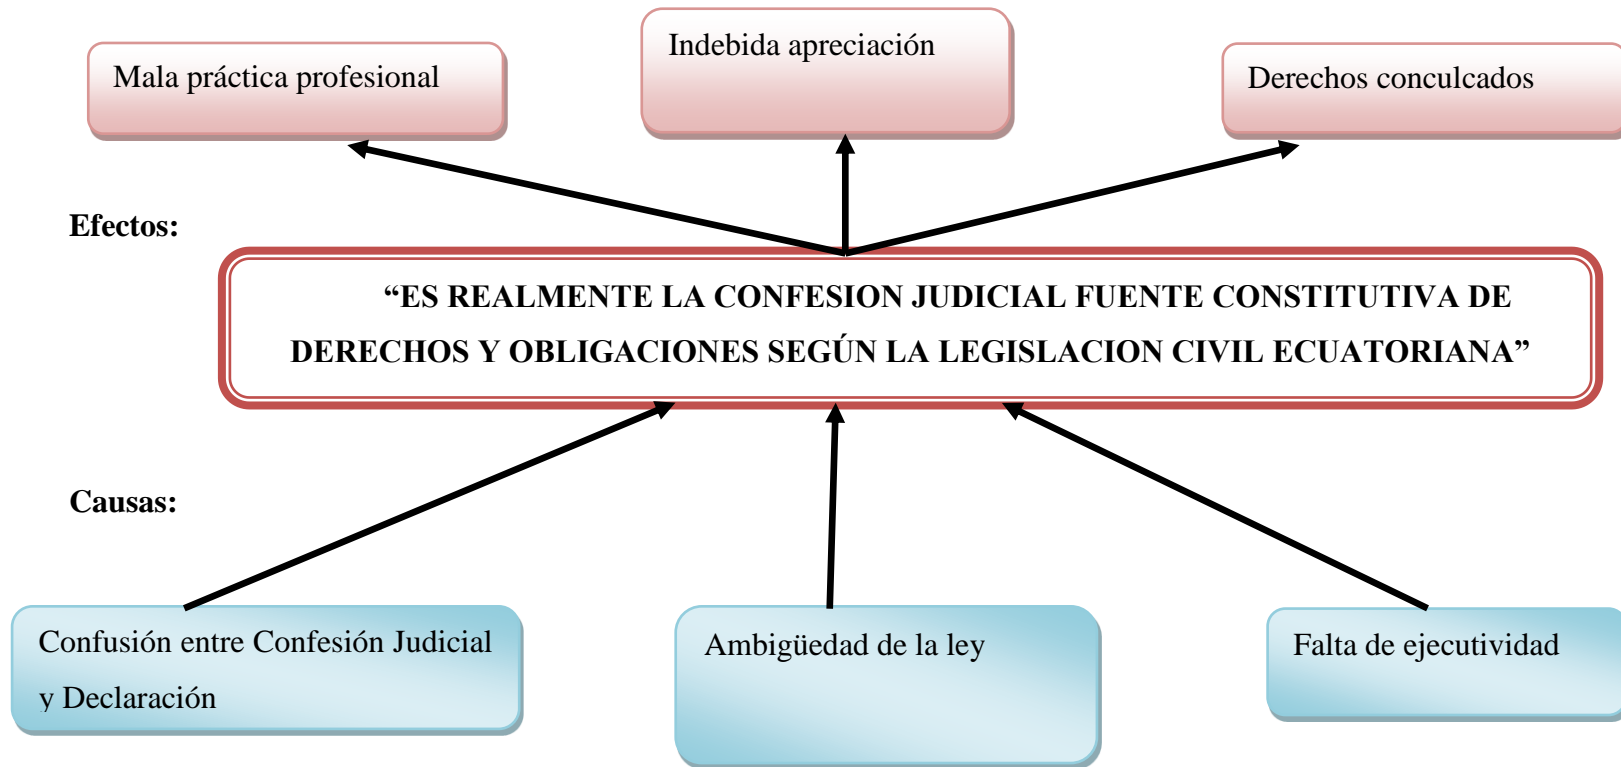 Mala práctica profesional
Indebida apreciación
Derechos conculcados
Efectos:
“ES REALMENTE LA CONFESION JUDICIAL FUENTE CONSTITUTIVA DE
DERECHOS Y OBLIGACIONES SEGÚN LA LEGISLACION CIVIL ECUATORIANA”
Causas:
Confusión entre Confesión Judicial
y Declaración
Ambigüedad de la ley
Falta de ejecutividad